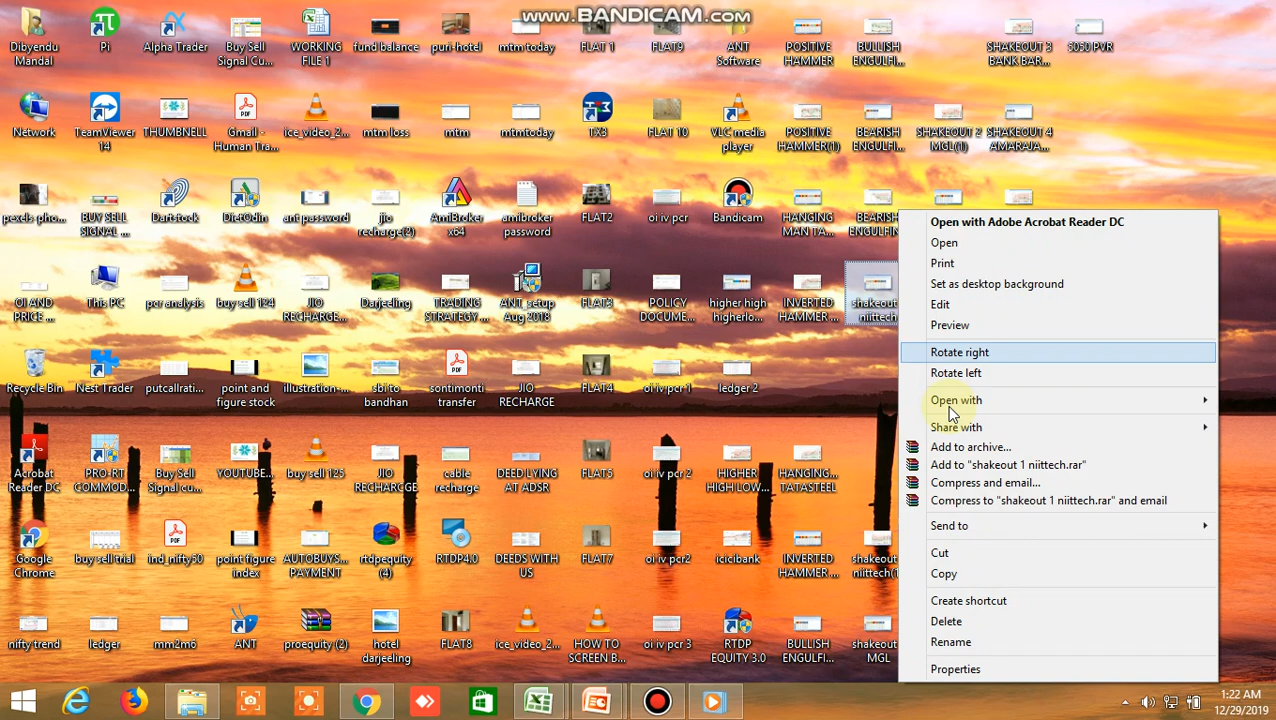 www.BANDICAM.com
Dibyendu
Mandal
Pi
Alpha Trader
Buy Sell
Signal Cu...
WORKING
FILE 1
fund balance
puri-hotel
mtm today
FLAT 1
FLAT9
ANT
Software
POSITIVE
HAMMER
BULLISH
ENGULFI...
SHAKEOUT 3
BANK BAR...
5050 PVR
Network
TeamViewer
14
THUMBNELL
Gmail -
Human Tra...
ice_video_2...
mtm loss
mtm
mtmtoday
TX3
FLAT 10
VLC media
player
POSITIVE
HAMMER(1)
BEARISH
ENGULFI...
SHAKEOUT 2
MGL(1)
SHAKEOUT 4
AMARAJA...
pexels-pho...
BUY SELL
SIGNAL ...
Dartstock
DietOdin
ant password
jio
recharge(2)
AmiBroker
x64
amibroker
password
FLAT2
oi iv pcr
Bandicam
HANGING
MAN TA...
BEARISH
ENGULFIN
OI AND
PRICE ...
This PC
pcr analysis
buy sell 124
JIO
RECHARGE...
Darjeeling
TRADING
STRATEGY ...
ANT_setup
Aug 2018
FLAT3
POLICY
DOCUME...
higher high
higherlo...
INVERTED
HAMMER ...
shakeout
niittech
Recycle Bin
Nest Trader
putcallrati...
point and
figure stock
illustration-...
sbi to
bandhan
sontimonti
transfer
JIO
RECHARGE
FLAT4
oi iv pcr 1
ledger 2
Acrobat
Reader DC
PRO-RT
COMMOD...
Buy Sell
Signal cu...
YOUTUBE...
buy sell 125
JIO
RECHARCGE
cable
recharge
DEED LYING
AT ADSR
FLAT5
oi iv pcr 2
HIGHER
HIGH LOW...
HANGING...
TATASTEEL
Google
Chrome
buy sell trial
ind_nifty50
point figure
index
AUTOBUYS...
PAYMENT
rtdpequity
(4)
RTDP4.0
DEEDS WITH
US
FLAT7
oi iv pcr2
icicibank
INVERTED
HAMMER ...
shakeout
niittech(1
nifty trend
ledger
mm2m6
ANT
proequity (2)
hotel
darjeeling
FLAT8
ice_video_2...
HOW TO
SCREEN B...
oi iv pcr 3
RTDP
EQUITY 3.0
BULLISH
ENGULFI...
shakeout
MGL
Open with Adobe Acrobat Reader DC
Open
Print
Set as desktop background
Edit
Preview
Rotate right
Rotate left
Open with
Share with
Add to archive...
Add to "shakeout 1 niittech.rar"
Compress and email...
Compress to "shakeout 1 niittech.rar" and email
Send to
Cut
Copy
Create shortcut
Delete
Rename
Properties
1:22 AM
12/29/2019